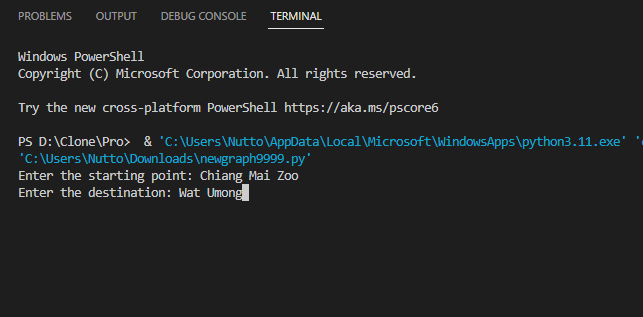 PROBLEMS OUTPUT DEBUG CONSOLE TERMINAL
Windows PowerShell
Copyright (C) Microsoft Corporation. All rights reserved.
Try the new cross-platform PowerShell https://aka.ms/pscore6
PS D:\Clone\Pro> & 'C:\Users\Nutto\AppData\Local\Microsoft\WindowsApps\python3.11.exe'
'C:\Users\Nutto\Downloads\newgraph9999.py'
Enter the starting point: Chiang Mai Zoo
Enter the destination: Wat Umong